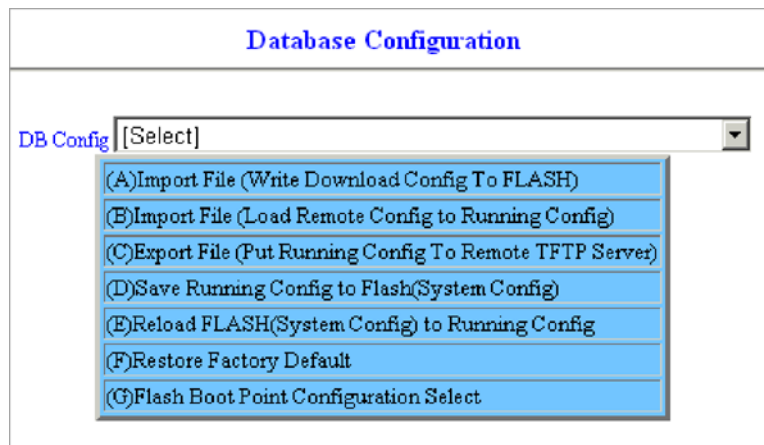 Database Configuration
DB Config [Select]
(A)Import File (Write Download Config To FLASH)
(B)Import File (Load Remote Config to Running Config)
(C)Export File (Put Running Config To Remote TFTP Server)
(D)Save Running Config to Flash(System Config)
(E)Reload FLASH(System Config) to Running Config
(F)Restore Factory Default
(G)Flash Boot Point Configuration Select